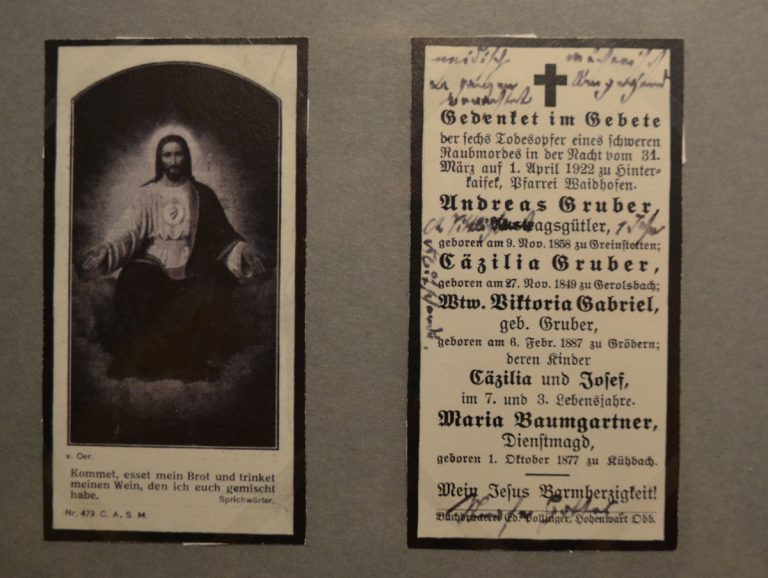 v. Oer.
Kommet, esset mein Brot und trinket
meinen Wein, den ich euch gemischt
habe.
Sprichwörter.
Nr. 479 C. A. S. M.
neidisch
Gedenket im Gebete
der sechs Todesopfer eines schweren
Raubmordes in der Nacht vom 31.
März auf 1. April 1922 zu Hinter-
kaifek, Pfarrei Waidhofen.
Andreas Gruber,
agsgütler, 1 Jahr
geboren am 9. Nov. 1858 zu Greinstetten;
Cäzilia Gruber,
geboren am 27. Nov. 1849 zu Gerolsbach;
Wtw. Viktoria Gabriel,
geb. Gruber,
geboren am 6. Febr. 1887 zu Gröbern;
deren Kinder
Cäzilia und Josef,
im 7. und 3. Lebensjahre.
Maria Baumgartner,
Dienstmagd,
geboren 1. Oktober 1877 zu Kühbach.
Mein Jesus Barmherzigkeit!
Buchdruckerei Ed. Pollinger, Hohenwart Obb.